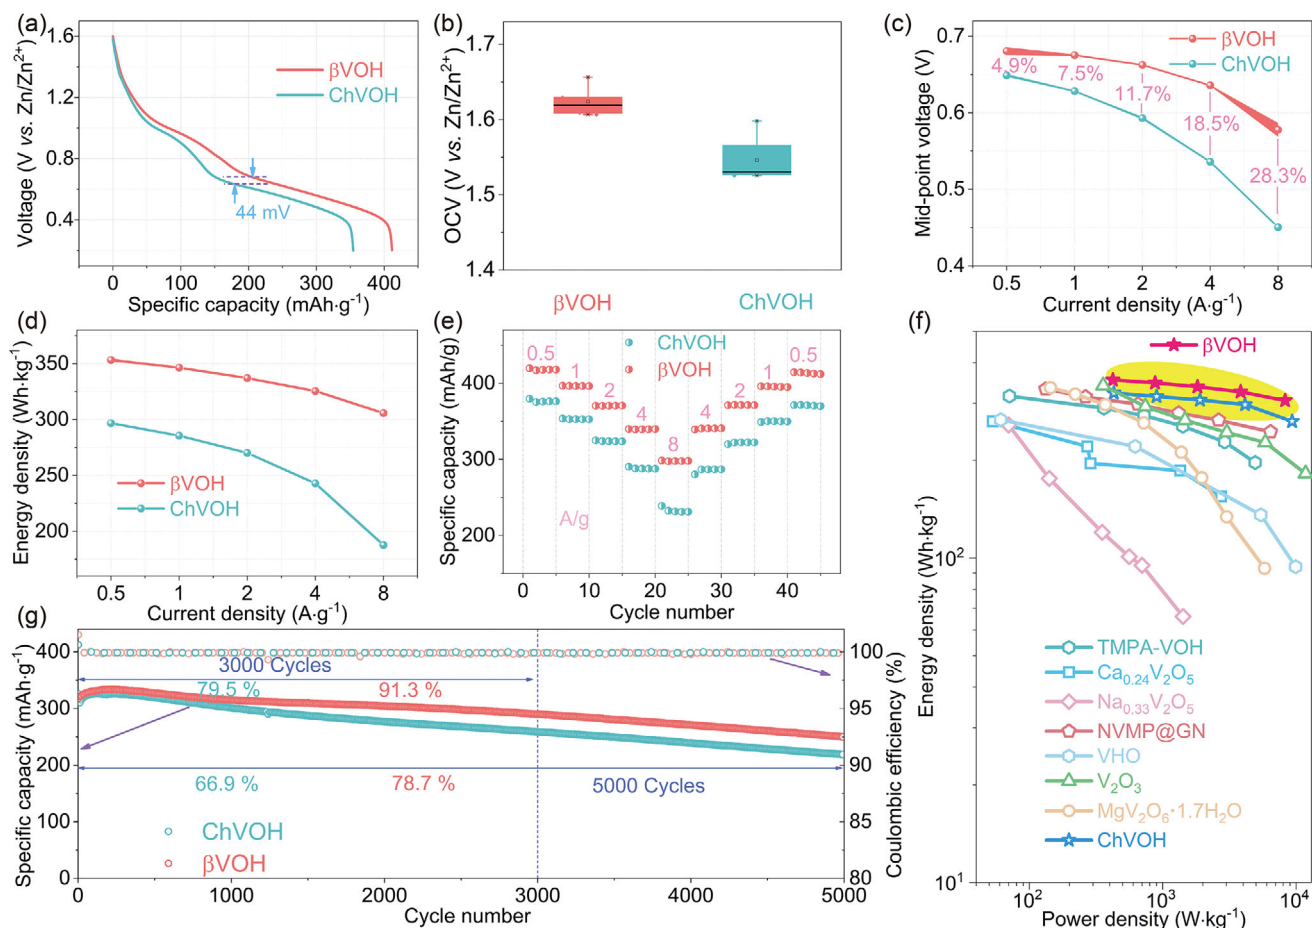 (a)
1.6
1.2
0.8
0.4
Voltage (V vs. Zn/Zn²⁺)
βVOH
ChVOH
44 mV
0 100 200 300 400
Specific capacity (mAh·g⁻¹)
(b)
1.7
1.6
1.5
1.4
OCV (V vs. Zn/Zn²⁺)
βVOH
ChVOH
(c)
0.7
0.6
0.5
0.4
Mid-point voltage (V)
βVOH
ChVOH
4.9%
7.5%
11.7%
18.5%
28.3%
0.5 1 2 4 8
Current density (A·g⁻¹)
(d)
350
300
250
200
Energy density (Wh·kg⁻¹)
βVOH
ChVOH
0.5 1 2 4 8
Current density (A·g⁻¹)
(e)
400
300
200
Specific capacity (mAh/g)
ChVOH
βVOH
0.5
1
2
4
8
4
2
1
0.5
A/g
0 10 20 30 40
Cycle number
(f)
βVOH
10²
10¹
Energy density (Wh·kg⁻¹)
TMPA-VOH
Ca₀.₂₄V₂O₅
Na₀.₃₃V₂O₅
NVMP@GN
VHO
V₂O₃
MgV₂O₆·1.7H₂O
ChVOH
10² 10³ 10⁴
Power density (W·kg⁻¹)
(g)
400
300
200
300
200
100
0
Specific capacity (mAh·g⁻¹)
3000 Cycles
79.5 %
91.3 %
66.9 %
78.7 %
5000 Cycles
ChVOH
βVOH
100
95
90
85
80
Coulombic efficiency (%)
0 1000 2000 3000 4000 5000
Cycle number